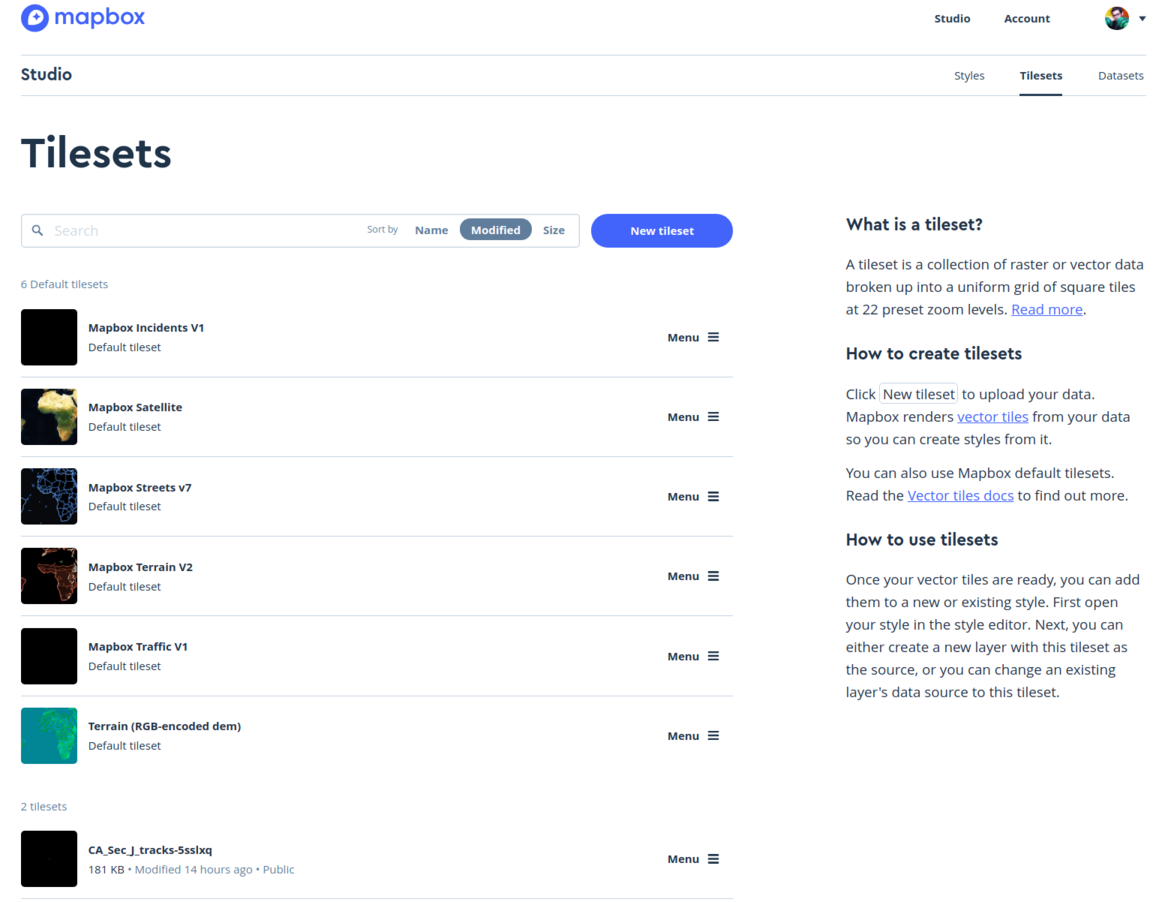 mapbox
Studio Account
Studio
Styles Tilesets Datasets
Tilesets
Search Sort by Name Modified Size New tileset
6 Default tilesets
Mapbox Incidents V1
Default tileset
Menu
Mapbox Satellite
Default tileset
Menu
Mapbox Streets v7
Default tileset
Menu
Mapbox Terrain V2
Default tileset
Menu
Mapbox Traffic V1
Default tileset
Menu
Terrain (RGB-encoded dem)
Default tileset
Menu
2 tilesets
CA_Sec_J_tracks-5sslxq
181 KB • Modified 14 hours ago • Public
Menu
What is a tileset?
A tileset is a collection of raster or vector data
broken up into a uniform grid of square tiles
at 22 preset zoom levels. Read more.
How to create tilesets
Click New tileset to upload your data.
Mapbox renders vector tiles from your data
so you can create styles from it.
You can also use Mapbox default tilesets.
Read the Vector tiles docs to find out more.
How to use tilesets
Once your vector tiles are ready, you can add
them to a new or existing style. First open
your style in the style editor. Next, you can
either create a new layer with this tileset as
the source, or you can change an existing
layer's data source to this tileset.